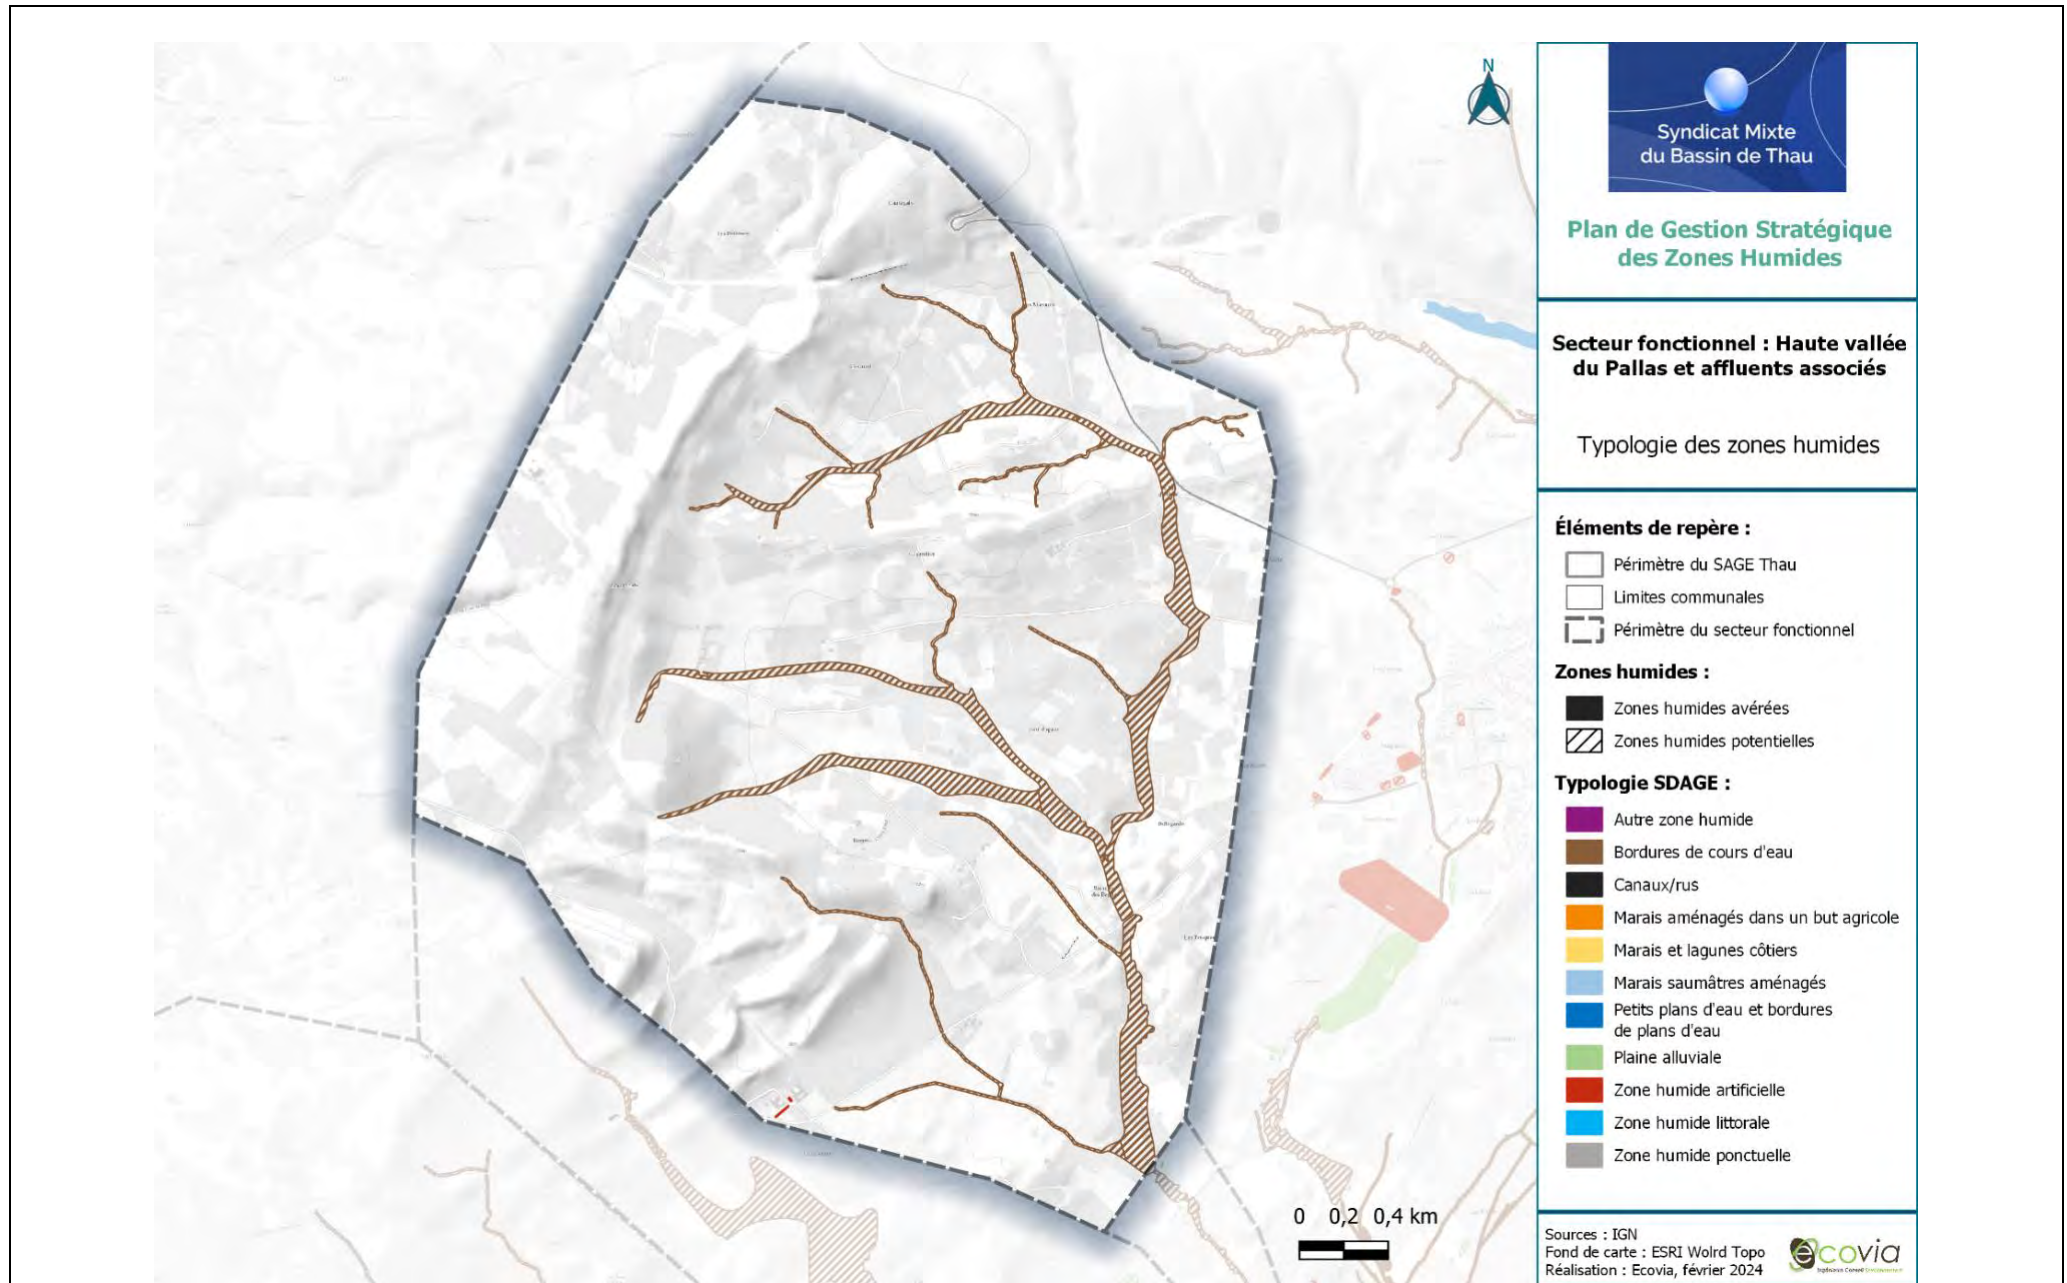 N
Syndicat Mixte
du Bassin de Thau
Plan de Gestion Stratégique
des Zones Humides
Secteur fonctionnel : Haute vallée
du Pallas et affluents associés
Typologie des zones humides
Éléments de repère :
Périmètre du SAGE Thau
Limites communales
Périmètre du secteur fonctionnel
Zones humides :
Zones humides avérées
Zones humides potentielles
Typologie SDAGE :
Autre zone humide
Bordures de cours d'eau
Canaux/rus
Marais aménagés dans un but agricole
Marais et lagunes côtiers
Marais saumâtres aménagés
Petits plans d'eau et bordures
de plans d'eau
Plaine alluviale
Zone humide artificielle
Zone humide littorale
Zone humide ponctuelle
0 0,2 0,4 km
Sources : IGN
Fond de carte : ESRI Wolrd Topo
Réalisation : Ecovia, février 2024
ecovia